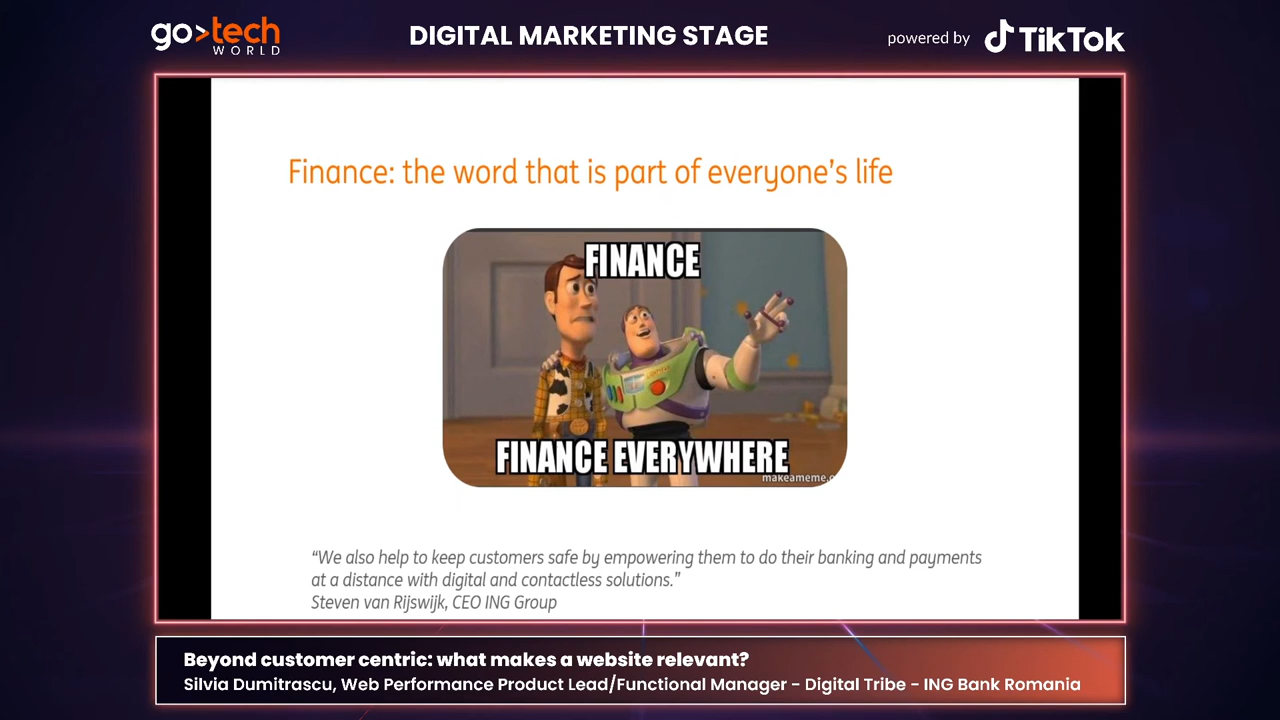 go>tech
WORLD
DIGITAL MARKETING STAGE
powered by
TikTok
Finance: the word that is part of everyone's life
FINANCE
FINANCE EVERYWHERE
makeameme.
“We also help to keep customers safe by empowering them to do their banking and payments
at a distance with digital and contactless solutions.”
Steven van Rijswijk, CEO ING Group
Beyond customer centric: what makes a website relevant?
Silvia Dumitrascu, Web Performance Product Lead/Functional Manager - Digital Tribe - ING Bank Romania